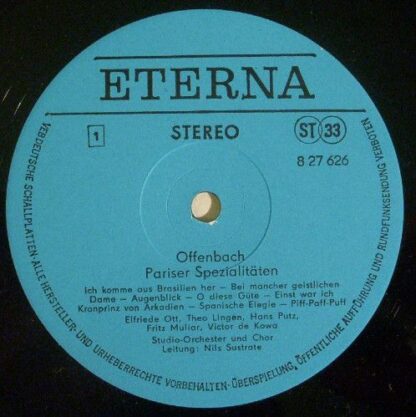 ETERNA
1
STEREO
ST 33
8 27 626
Offenbach
Pariser Spezialitäten
Ich komme aus Brasilien her — Bei mancher geistlichen
Dame — Augenblick — O diese Güte — Einst war ich
Kronprinz von Arkadien — Spanische Elegie — Piff-Paff-Puff
Elfriede Ott, Theo Lingen, Hans Putz,
Fritz Muliar, Victor de Kowa
Studio-Orchester und Chor
Leitung: Nils Sustrate
VEB DEUTSCHE SCHALLPLATTEN·ALLE HERSTELLER- UND URHEBERRECHTE VORBEHALTEN·ÜBERSPIELUNG, ÖFFENTLICHE AUFFÜHRUNG UND RUNDFUNKSENDUNG VERBOTEN